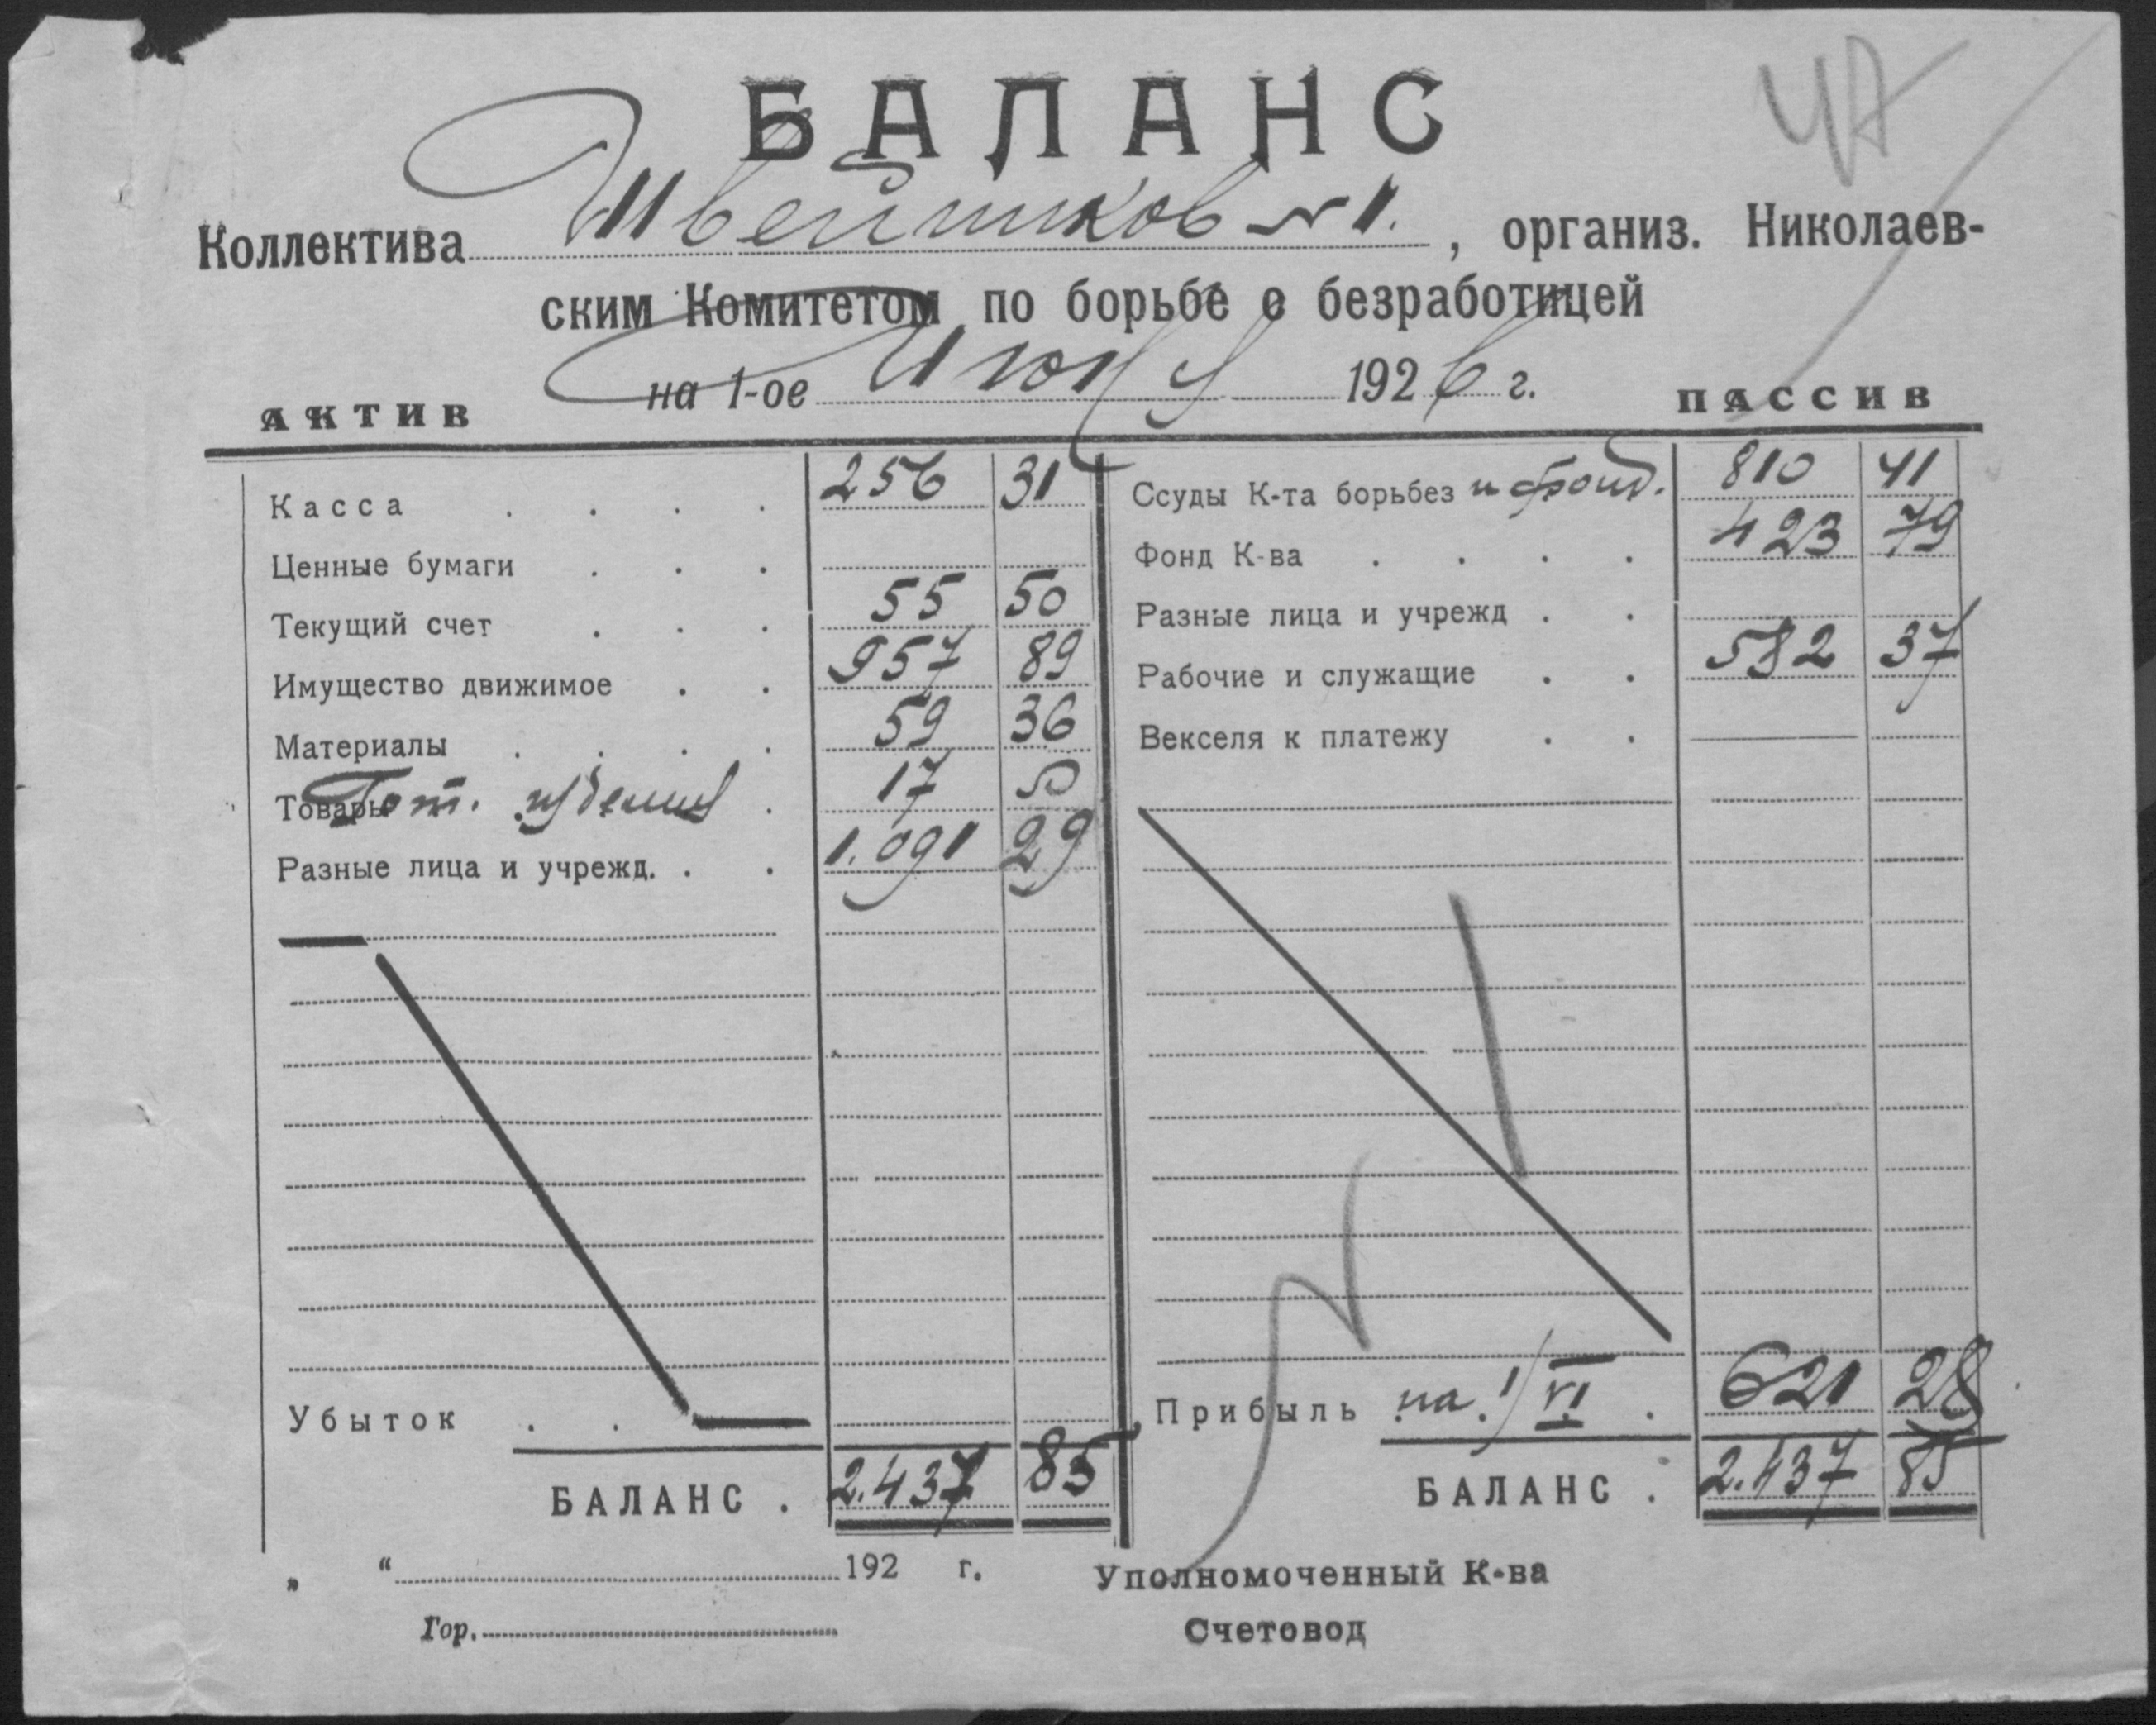 БАЛАНС
Коллектива Швейников №1. , организ. Николаев-
ским Комитетом по борьбе с безработицей
на 1-ое Июня 1926 г.
АКТИВ
ПАССИВ
Касса . . . . 256 31
Ценные бумаги . . .
Текущий счет . . . 55 50
Имущество движимое . . 957 89
Материалы . . . . 59 36
Товары Гот. изделия . 17 50
Разные лица и учрежд. . . 1.091 29
Убыток . .
БАЛАНС . 2.437 85
Ссуды К-та борьбез и фонд. 810 41
Фонд К-ва . . . . 423 79
Разные лица и учрежд . .
Рабочие и служащие . . 582 37
Векселя к платежу . .
Прибыль на 1/VI . 621 28
БАЛАНС . 2.437 85
„ “ 192 г.
Гор.
Уполномоченный К-ва
Счетовод